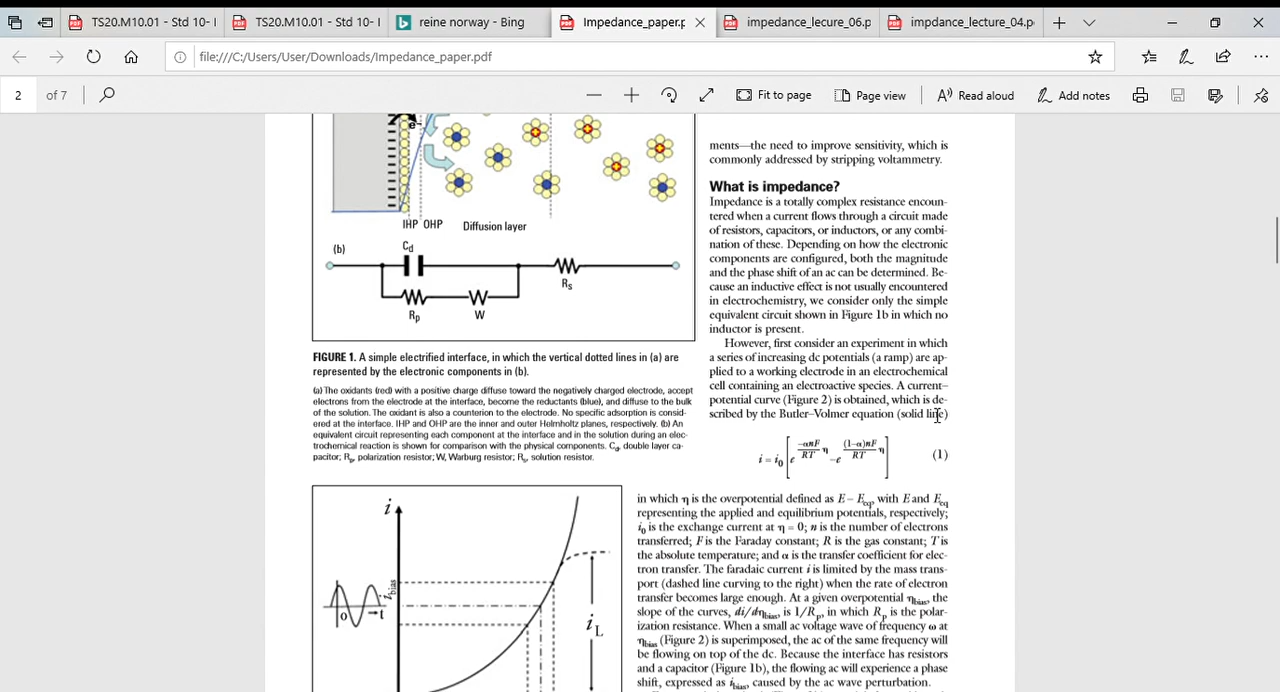 TS20.M10.01 - Std 10- I
TS20.M10.01 - Std 10- I
reine norway - Bing
Impedance_paper.p
impedance_lecure_06.p
impdance_lecture_04.p
file:///C:/Users/User/Downloads/Impedance_paper.pdf
2 of 7
Fit to page
Page view
Read aloud
Add notes
e-
IHP OHP Diffusion layer
(b)
Cd
Rs
Rp
W
W
W
FIGURE 1. A simple electrified interface, in which the vertical dotted lines in (a) are
represented by the electronic components in (b).
(a) The oxidants (red) with a positive charge diffuse toward the negatively charged electrode, accept
electrons from the electrode at the interface, become the reductants (blue), and diffuse to the bulk
of the solution. The oxidant is also a counterion to the electrode. No specific adsorption is consid-
ered at the interface. IHP and OHP are the inner and outer Helmholtz planes, respectively. (b) An
equivalent circuit representing each component at the interface and in the solution during an elec-
trochemical reaction is shown for comparison with the physical components. Cd, double layer ca-
pacitor; Rp, polarization resistor; W, Warburg resistor; Rs, solution resistor.
i
ibias
0
t
iL
ments—the need to improve sensitivity, which is
commonly addressed by stripping voltammetry.
What is impedance?
Impedance is a totally complex resistance encoun-
tered when a current flows through a circuit made
of resistors, capacitors, or inductors, or any combi-
nation of these. Depending on how the electronic
components are configured, both the magnitude
and the phase shift of an ac can be determined. Be-
cause an inductive effect is not usually encountered
in electrochemistry, we consider only the simple
equivalent circuit shown in Figure 1b in which no
inductor is present.
However, first consider an experiment in which
a series of increasing dc potentials (a ramp) are ap-
plied to a working electrode in an electrochemical
cell containing an electroactive species. A current–
potential curve (Figure 2) is obtained, which is de-
scribed by the Butler–Volmer equation (solid line)
i = i0 [e^(−αnF/RT η) − e^((1−α)nF/RT η)] (1)
in which η is the overpotential defined as E – Eeq, with E and Eeq
representing the applied and equilibrium potentials, respectively;
i0 is the exchange current at η = 0; n is the number of electrons
transferred; F is the Faraday constant; R is the gas constant; T is
the absolute temperature; and α is the transfer coefficient for elec-
tron transfer. The faradaic current i is limited by the mass trans-
port (dashed line curving to the right) when the rate of electron
transfer becomes large enough. At a given overpotential ηbias, the
slope of the curves, di/dηbias, is 1/Rp, in which Rp is the polar-
ization resistance. When a small ac voltage wave of frequency ω at
ηbias (Figure 2) is superimposed, the ac of the same frequency will
be flowing on top of the dc. Because the interface has resistors
and a capacitor (Figure 1b), the flowing ac will experience a phase
shift, expressed as ibias, caused by the ac wave perturbation.